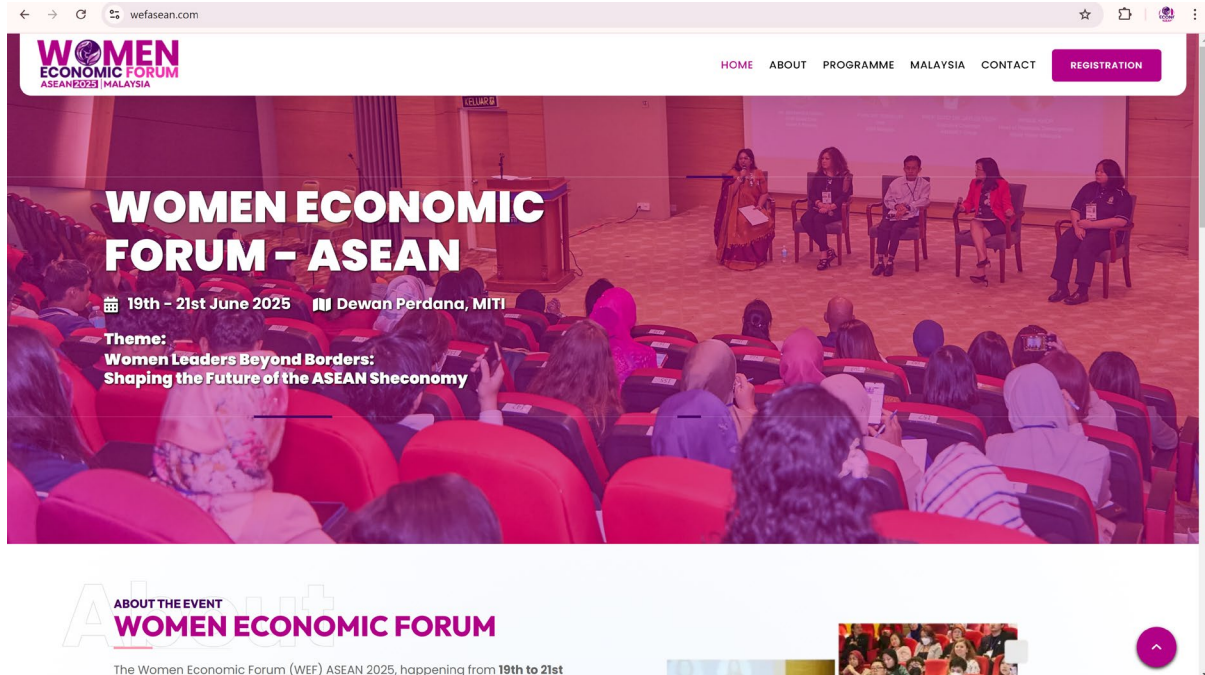 wefasean.com
WOMEN
ECONOMIC FORUM
ASEAN2025 | MALAYSIA
HOME ABOUT PROGRAMME MALAYSIA CONTACT REGISTRATION
KELUAR
WOMEN ECONOMIC
FORUM – ASEAN
19th - 21st June 2025 Dewan Perdana, MITI
Theme:
Women Leaders Beyond Borders:
Shaping the Future of the ASEAN Sheconomy
About
ABOUT THE EVENT
WOMEN ECONOMIC FORUM
The Women Economic Forum (WEF) ASEAN 2025, happening from 19th to 21st